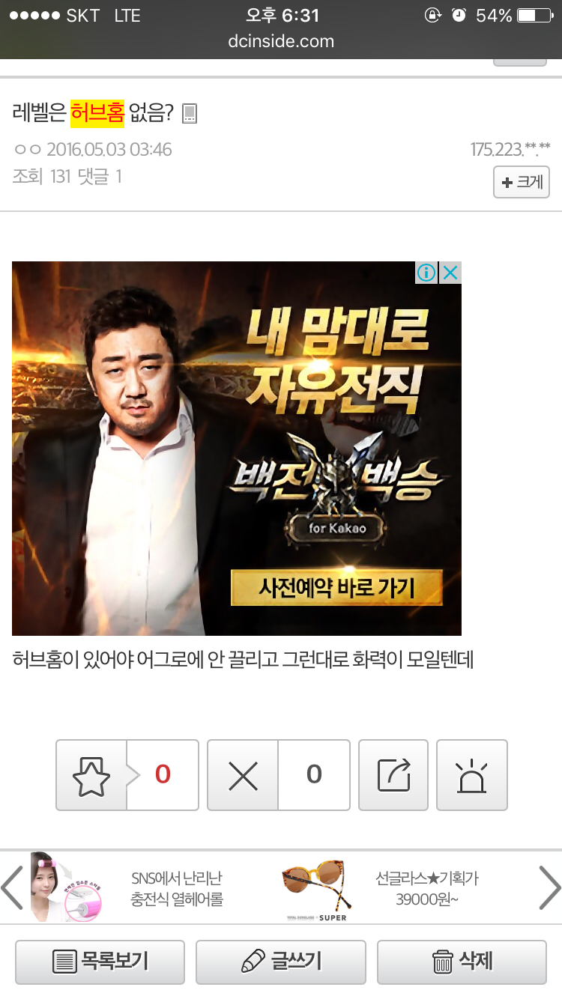 SKT LTE 오후 6:31 54%
dcinside.com
레벨은 허브홈 없음?
ㅇㅇ 2016.05.03 03:46 175.223.**.**
조회 131 댓글 1
+ 크게
내 맘대로
자유전직
백전백승
for Kakao
사전예약 바로 가기
허브홈이 있어야 어그로에 안 끌리고 그런대로 화력이 모일텐데
0 0
SNS에서 난리난
충전식 열헤어롤
선글라스★기획가
39000원~
SUPER
목록보기 글쓰기 삭제